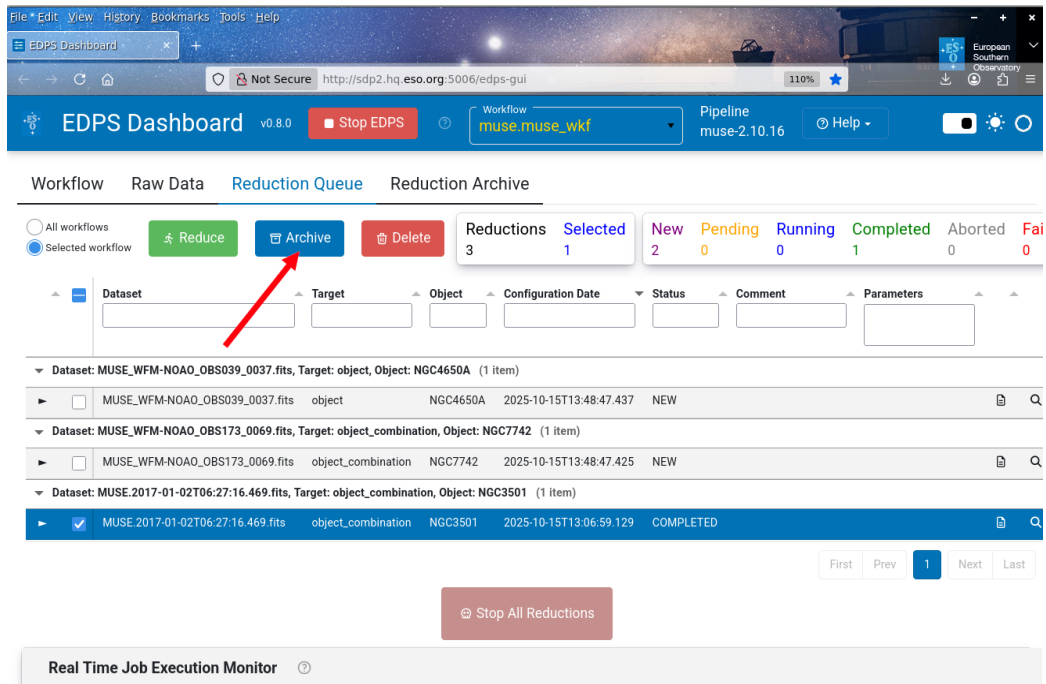 File Edit View History Bookmarks Tools Help
EDPS Dashboard
European
Southern
Observatory
Not Secure http://sdp2.hq.eso.org:5006/edps-gui 110%
EDPS Dashboard v0.8.0 Stop EDPS Workflow muse.muse_wkf Pipeline muse-2.10.16 Help
Workflow Raw Data Reduction Queue Reduction Archive
All workflows
Selected workflow
Reduce Archive Delete
Reductions Selected New Pending Running Completed Aborted Fai
3 1 2 0 0 1 0 0
Dataset Target Object Configuration Date Status Comment Parameters
Dataset: MUSE_WFM-NOAO_OBS039_0037.fits, Target: object, Object: NGC4650A (1 item)
MUSE_WFM-NOAO_OBS039_0037.fits object NGC4650A 2025-10-15T13:48:47.437 NEW
Dataset: MUSE_WFM-NOAO_OBS173_0069.fits, Target: object_combination, Object: NGC7742 (1 item)
MUSE_WFM-NOAO_OBS173_0069.fits object_combination NGC7742 2025-10-15T13:48:47.425 NEW
Dataset: MUSE.2017-01-02T06:27:16.469.fits, Target: object_combination, Object: NGC3501 (1 item)
MUSE.2017-01-02T06:27:16.469.fits object_combination NGC3501 2025-10-15T13:06:59.129 COMPLETED
First Prev 1 Next Last
Stop All Reductions
Real Time Job Execution Monitor